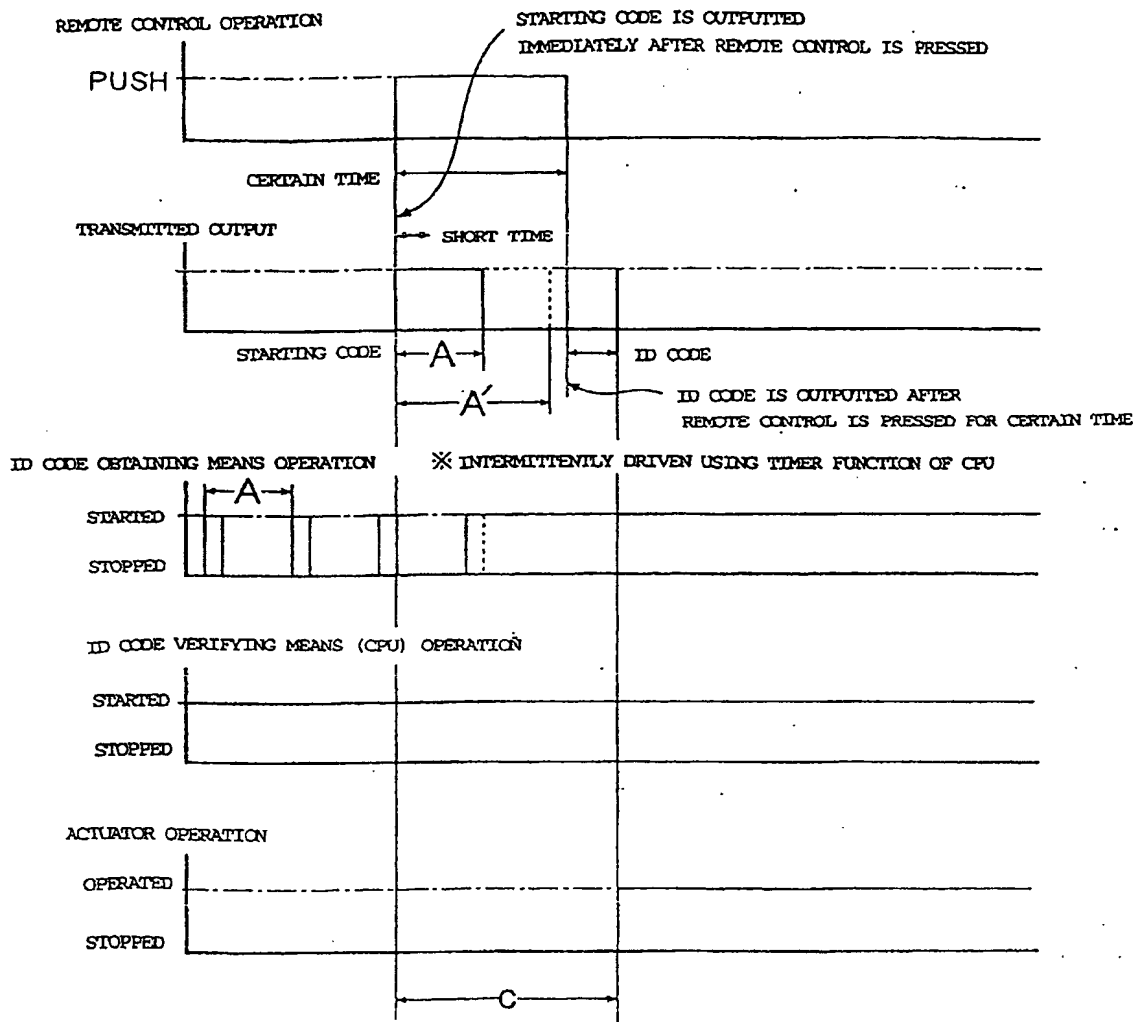 REMOTE CONTROL OPERATION
STARTING CODE IS OUTPUTTED
IMMEDIATELY AFTER REMOTE CONTROL IS PRESSED
PUSH
CERTAIN TIME
TRANSMITTED OUTPUT
SHORT TIME
STARTING CODE
A
ID CODE
A′
ID CODE IS OUTPUTTED AFTER
REMOTE CONTROL IS PRESSED FOR CERTAIN TIME
ID CODE OBTAINING MEANS OPERATION
※ INTERMITTENTLY DRIVEN USING TIMER FUNCTION OF CPU
A
STARTED
STOPPED
ID CODE VERIFYING MEANS (CPU) OPERATION
STARTED
STOPPED
ACTUATOR OPERATION
OPERATED
STOPPED
C